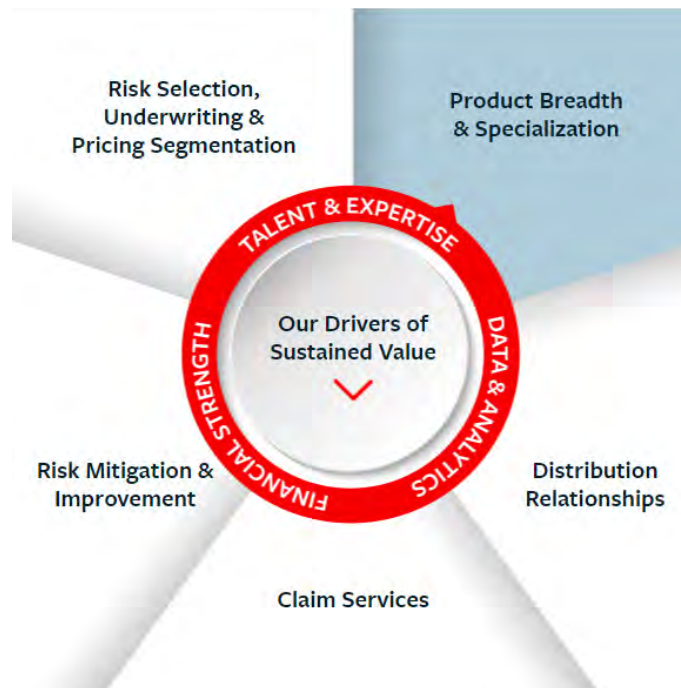 Risk Selection,
Underwriting &
Pricing Segmentation
Product Breadth
& Specialization
TALENT & EXPERTISE
DATA & ANALYTICS
FINANCIAL STRENGTH
Our Drivers of
Sustained Value
Risk Mitigation &
Improvement
Distribution
Relationships
Claim Services